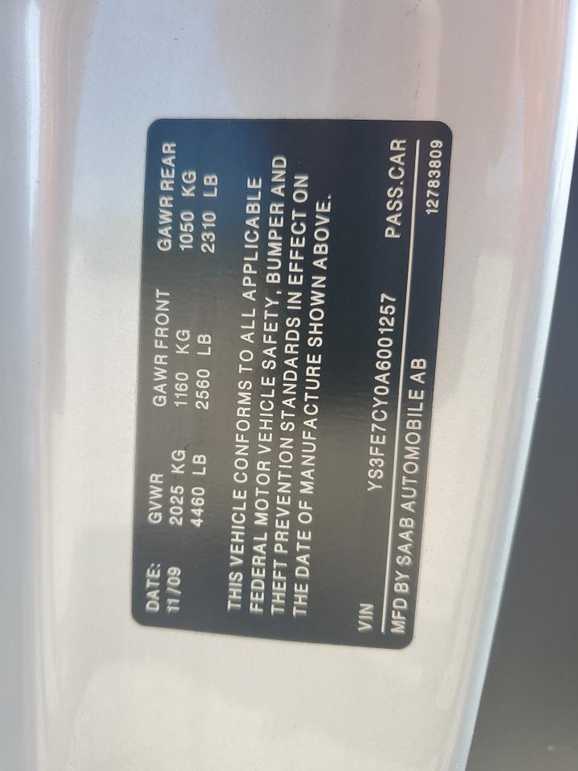 DATE: GVWR GAWR FRONT GAWR REAR
11/09 2025 KG 1160 KG 1050 KG
4460 LB 2560 LB 2310 LB
THIS VEHICLE CONFORMS TO ALL APPLICABLE
FEDERAL MOTOR VEHICLE SAFETY, BUMPER AND
THEFT PREVENTION STANDARDS IN EFFECT ON
THE DATE OF MANUFACTURE SHOWN ABOVE.
VIN YS3FE7CY0A6001257 PASS.CAR
MFD BY SAAB AUTOMOBILE AB 12783809